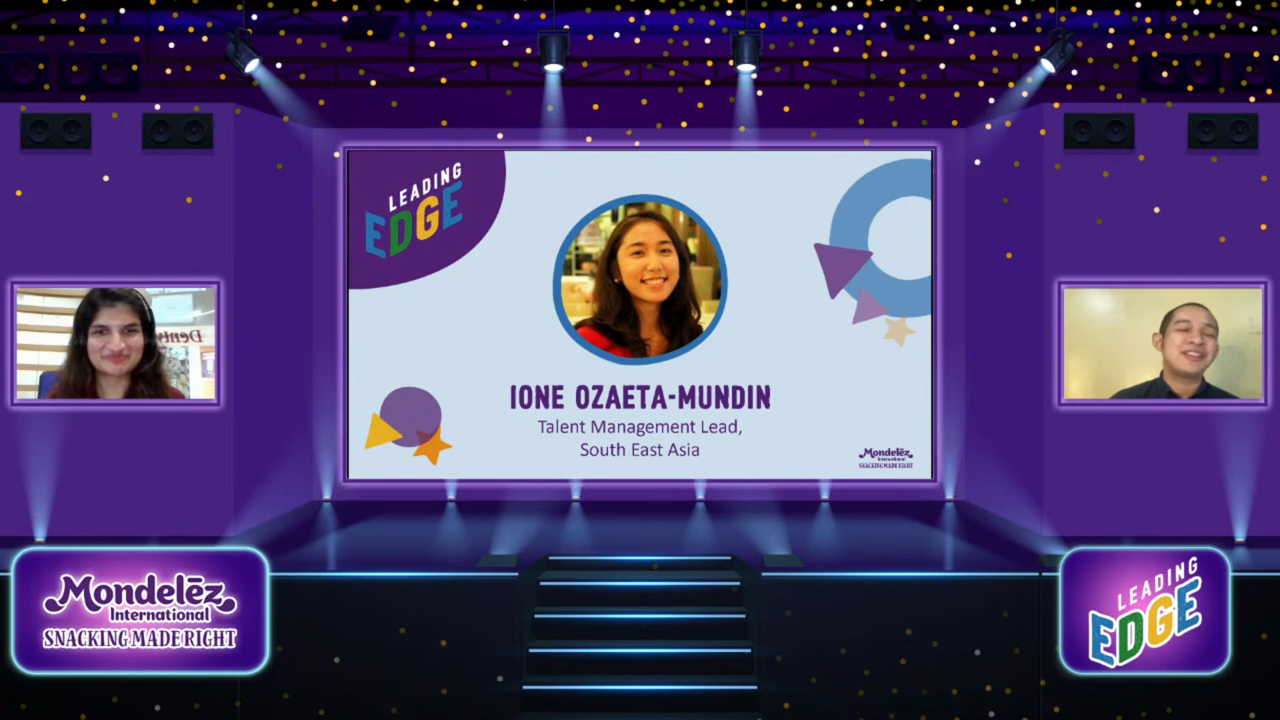 LEADING
EDGE
IONE OZAETA-MUNDIN
Talent Management Lead,
South East Asia
Mondelēz
International
SNACKING MADE RIGHT
Denty
Mondelēz
International
SNACKING MADE RIGHT
LEADING
EDGE